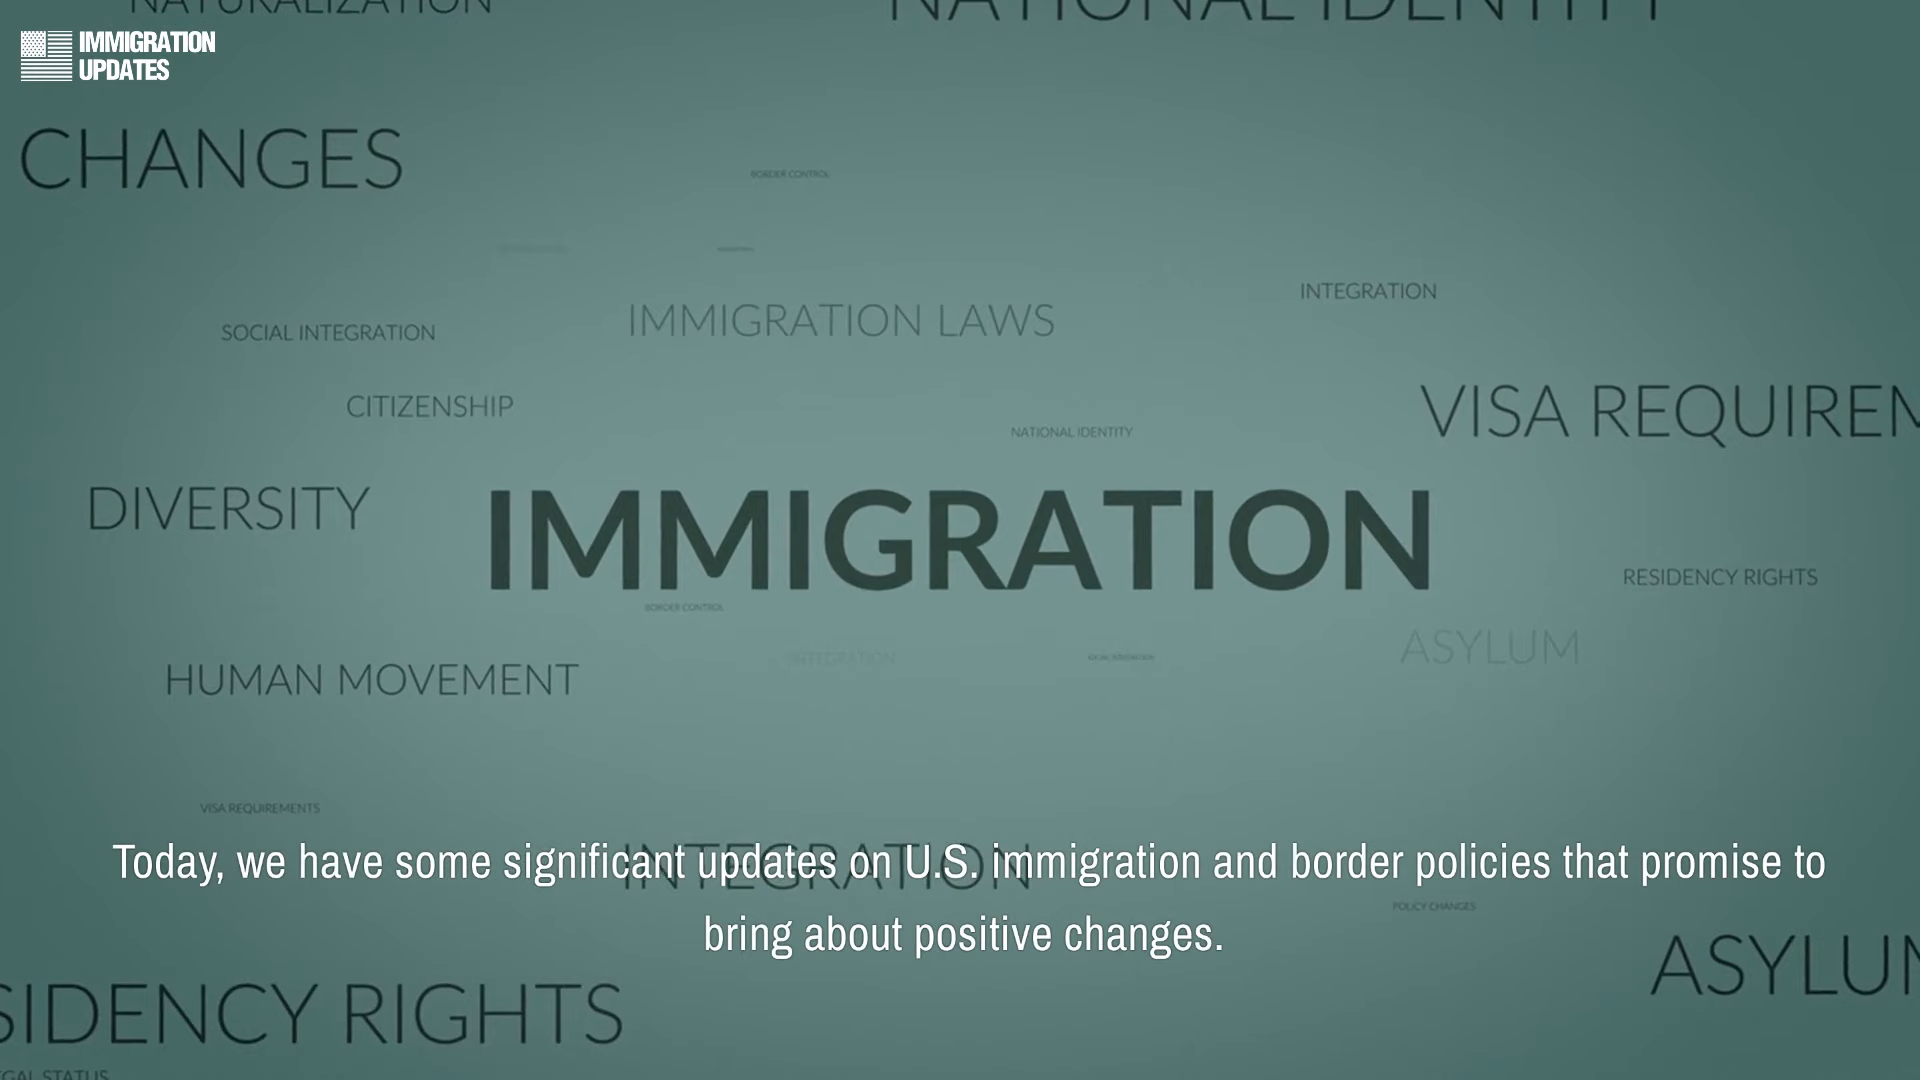 NATURALIZATION
NATIONAL IDENTITY
IMMIGRATION
UPDATES
CHANGES
BORDER CONTROL
INTEGRATION
IMMIGRATION LAWS
SOCIAL INTEGRATION
CITIZENSHIP
VISA REQUIREM
NATIONAL IDENTITY
DIVERSITY
IMMIGRATION
RESIDENCY RIGHTS
BORDER CONTROL
ASYLUM
INTEGRATION
HUMAN MOVEMENT
VISA REQUIREMENTS
INTEGRATION
Today, we have some significant updates on U.S. immigration and border policies that promise to
bring about positive changes.
POLICY CHANGES
ASYLUM
SIDENCY RIGHTS
GAL STATUS